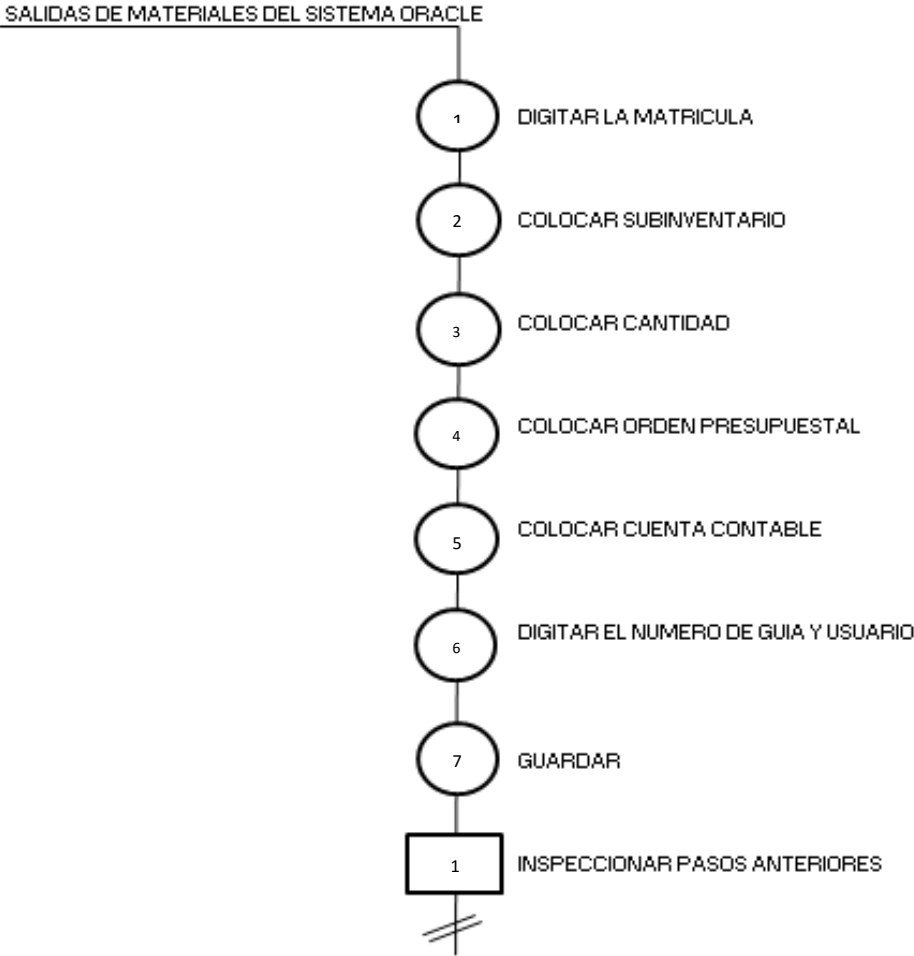 SALIDAS DE MATERIALES DEL SISTEMA ORACLE
1 DIGITAR LA MATRICULA
2 COLOCAR SUBINVENTARIO
3 COLOCAR CANTIDAD
4 COLOCAR ORDEN PRESUPUESTAL
5 COLOCAR CUENTA CONTABLE
6 DIGITAR EL NUMERO DE GUIA Y USUARIO
7 GUARDAR
1 INSPECCIONAR PASOS ANTERIORES